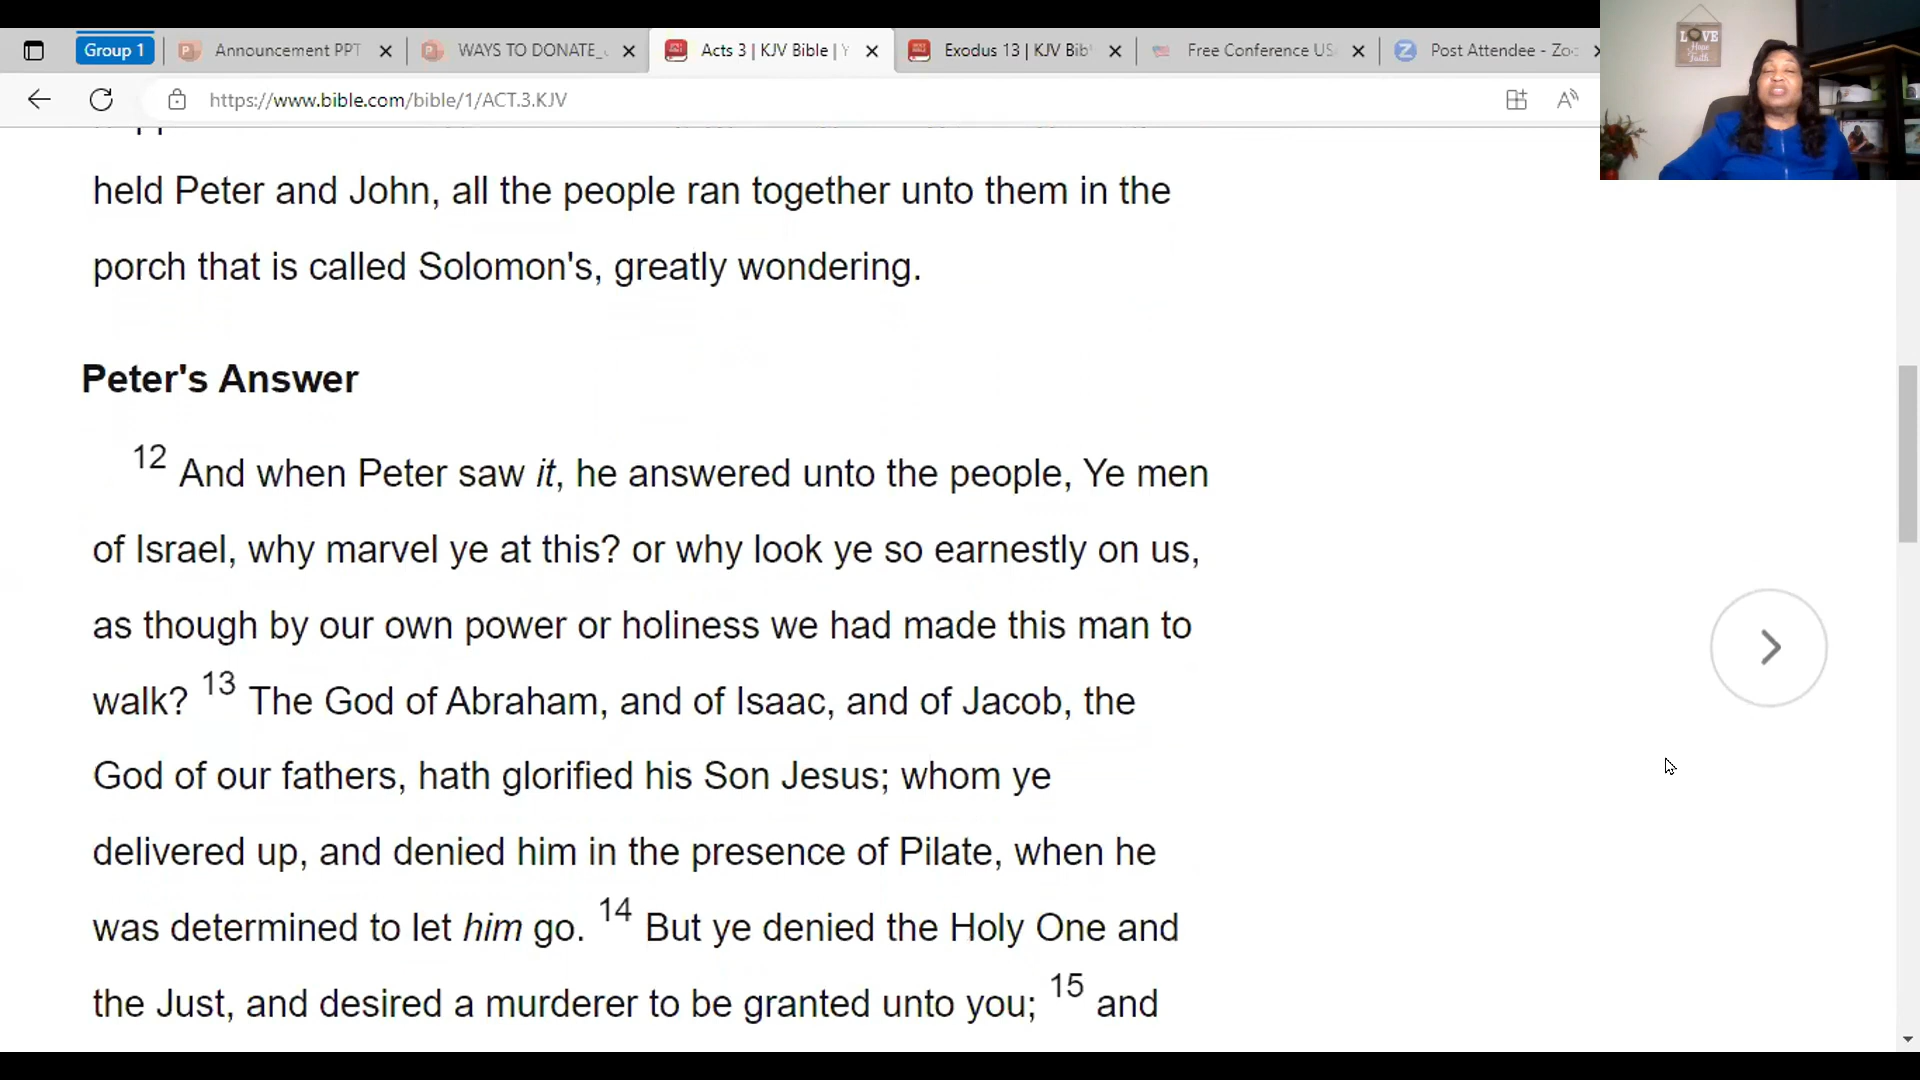 Group 1
Announcement PPT
WAYS TO DONATE_
Acts 3 | KJV Bible | Y
Exodus 13 | KJV Bib
Free Conference US
Post Attendee - Zo
https://www.bible.com/bible/1/ACT.3.KJV
LOVE
Hope
Faith
held Peter and John, all the people ran together unto them in the
porch that is called Solomon's, greatly wondering.
Peter's Answer
12 And when Peter saw it, he answered unto the people, Ye men
of Israel, why marvel ye at this? or why look ye so earnestly on us,
as though by our own power or holiness we had made this man to
walk? 13 The God of Abraham, and of Isaac, and of Jacob, the
God of our fathers, hath glorified his Son Jesus; whom ye
delivered up, and denied him in the presence of Pilate, when he
was determined to let him go. 14 But ye denied the Holy One and
the Just, and desired a murderer to be granted unto you; 15 and